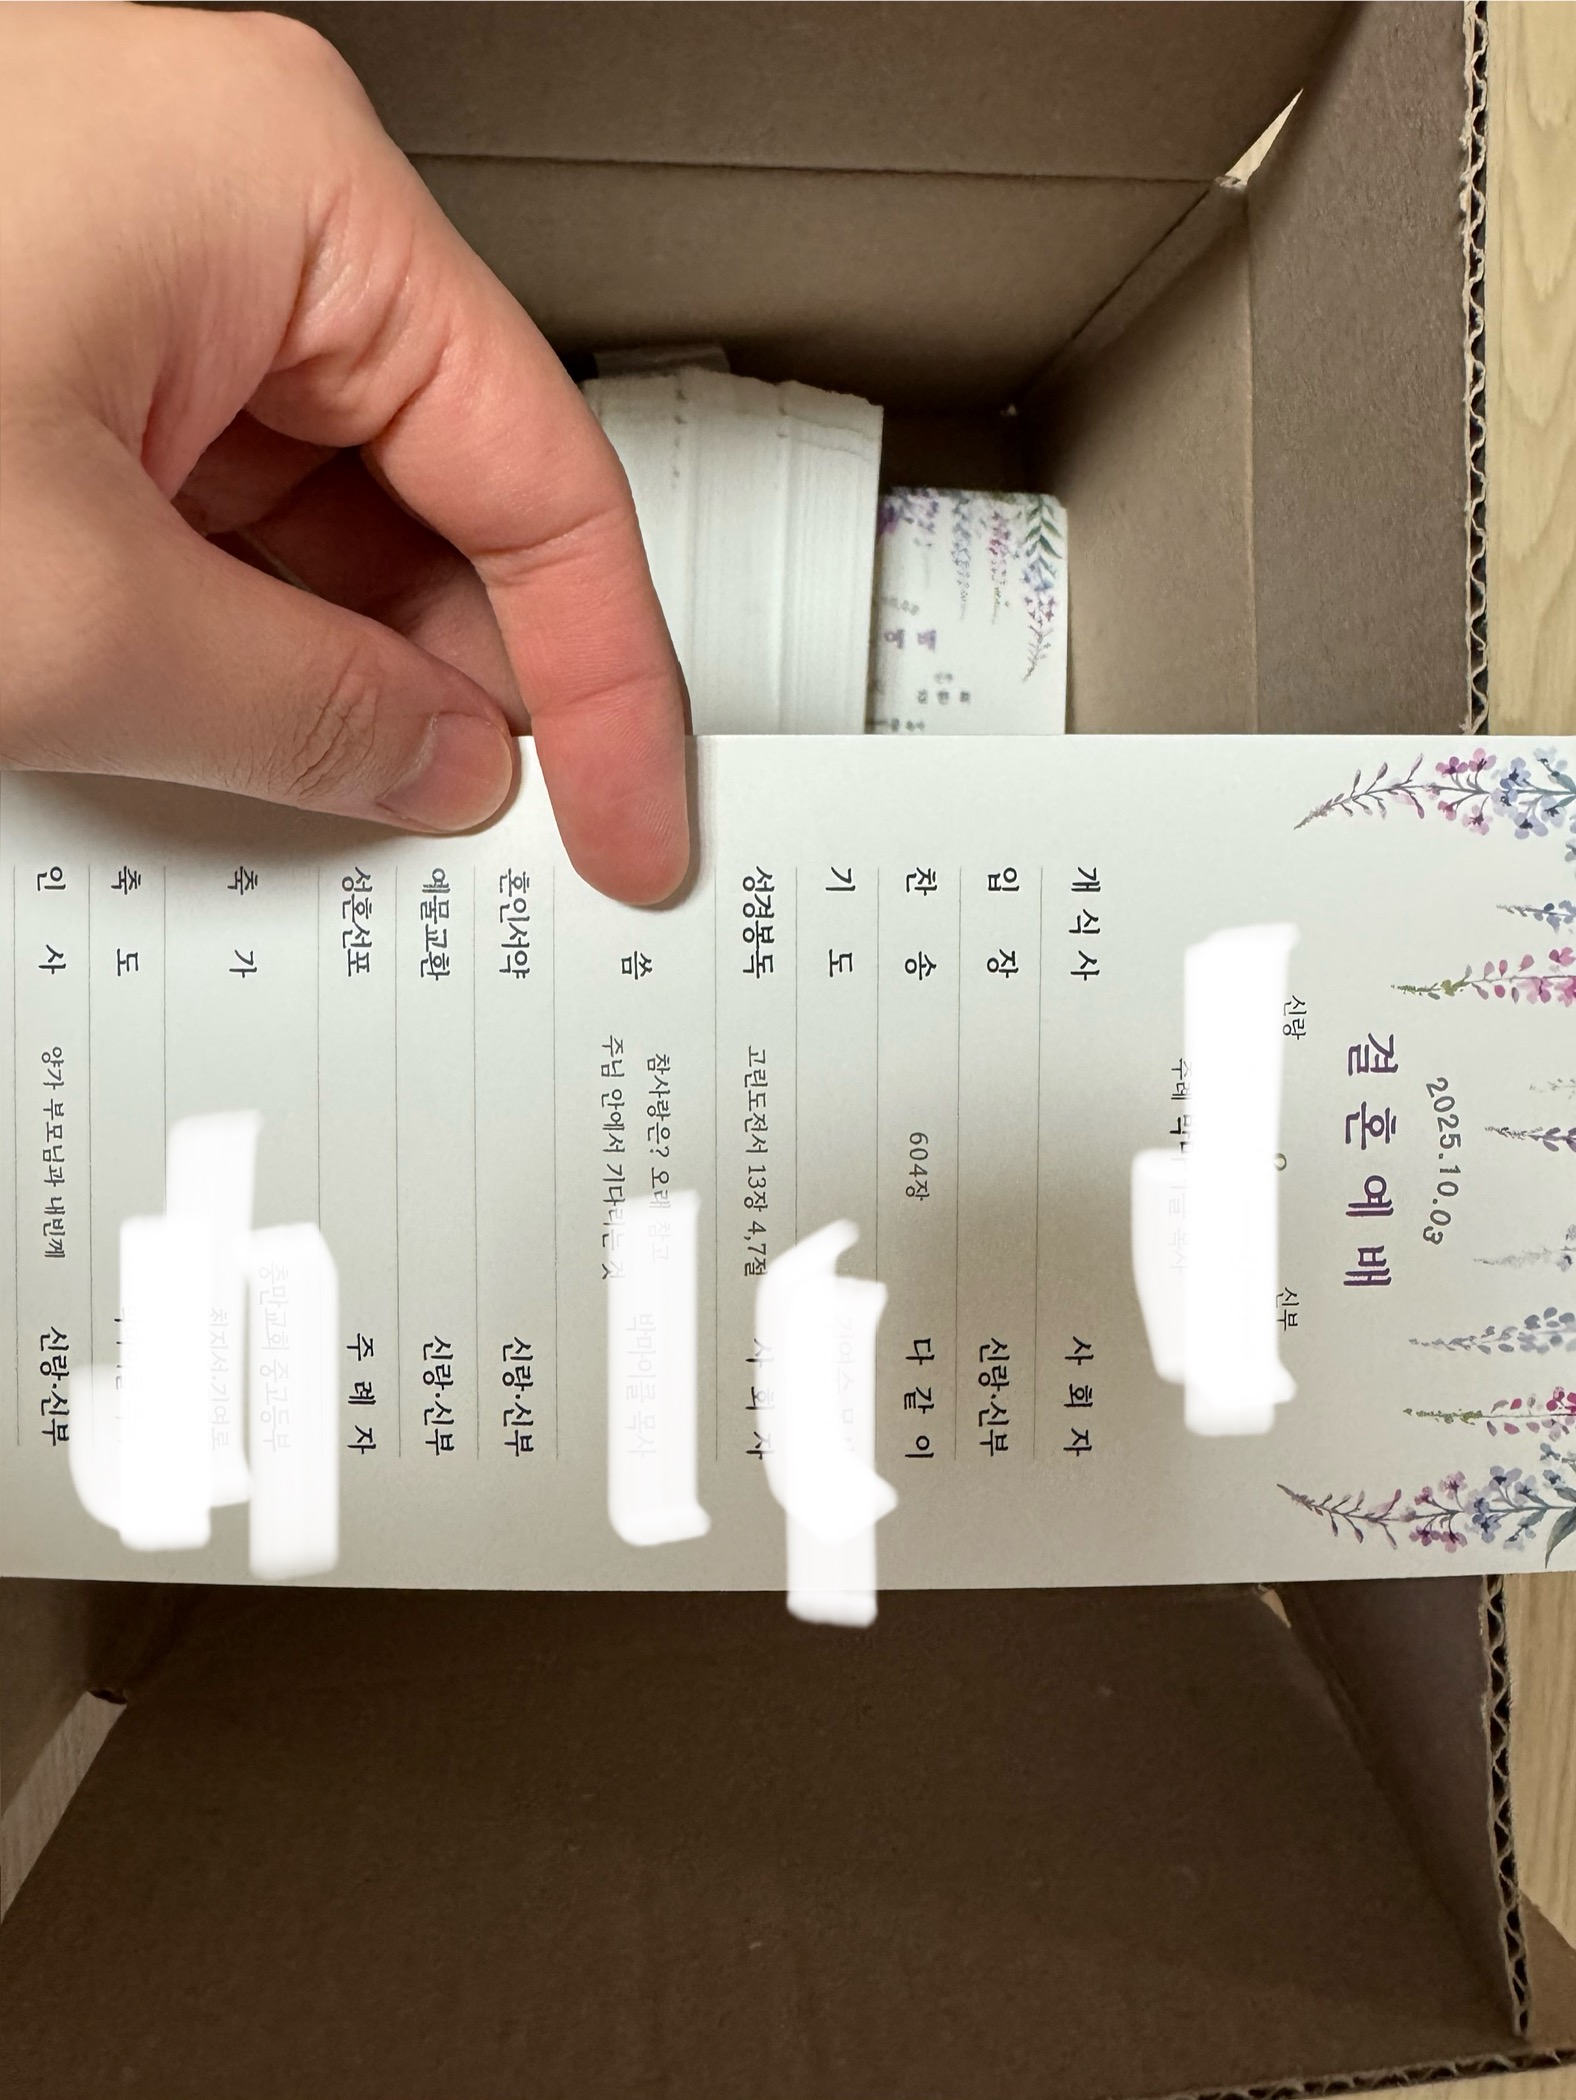 2025.10.03
결혼예배
신랑 신부
주례
개식사 사회자
입장 신랑·신부
찬송 604장 다같이
기도
성경봉독 고린도전서 13장 4,7절 사회자
씀 참사랑은? 오래 참고
주님 안에서 기다리는 것
혼인서약 신랑·신부
예물교환 신랑·신부
성혼선포 주례자
축가
축도
인사 양가 부모님과 내빈께 신랑·신부